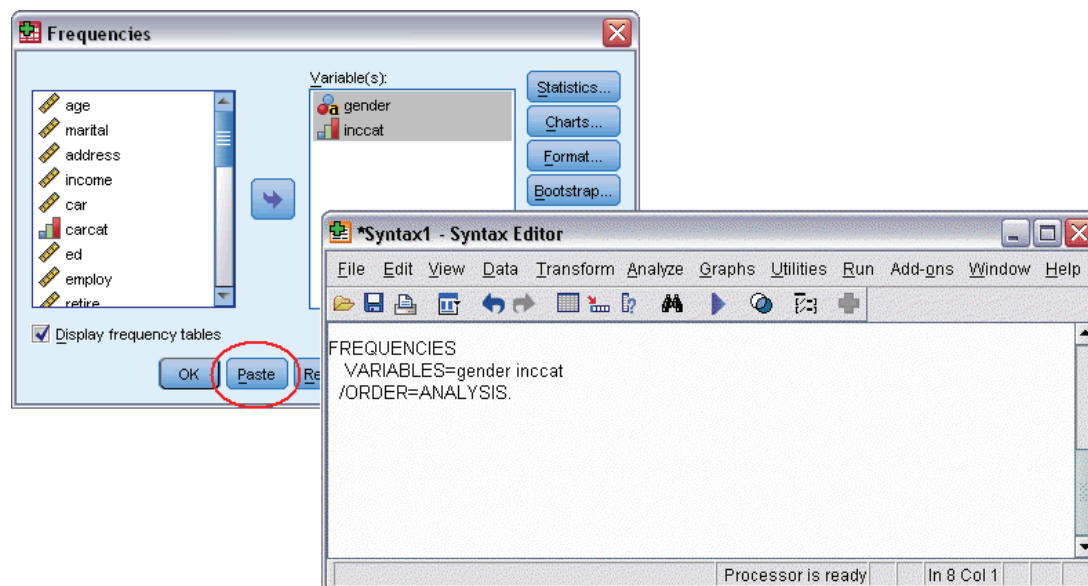 Frequencies
Variable(s):
age
marital
address
income
car
carcat
ed
employ
retire
a gender
inccat
Statistics...
Charts...
Format...
Bootstrap...
Display frequency tables
OK
Paste
Re
*Syntax1 - Syntax Editor
File Edit View Data Transform Analyze Graphs Utilities Run Add-ons Window Help
FREQUENCIES
VARIABLES=gender inccat
/ORDER=ANALYSIS.
Processor is ready
In 8 Col 1